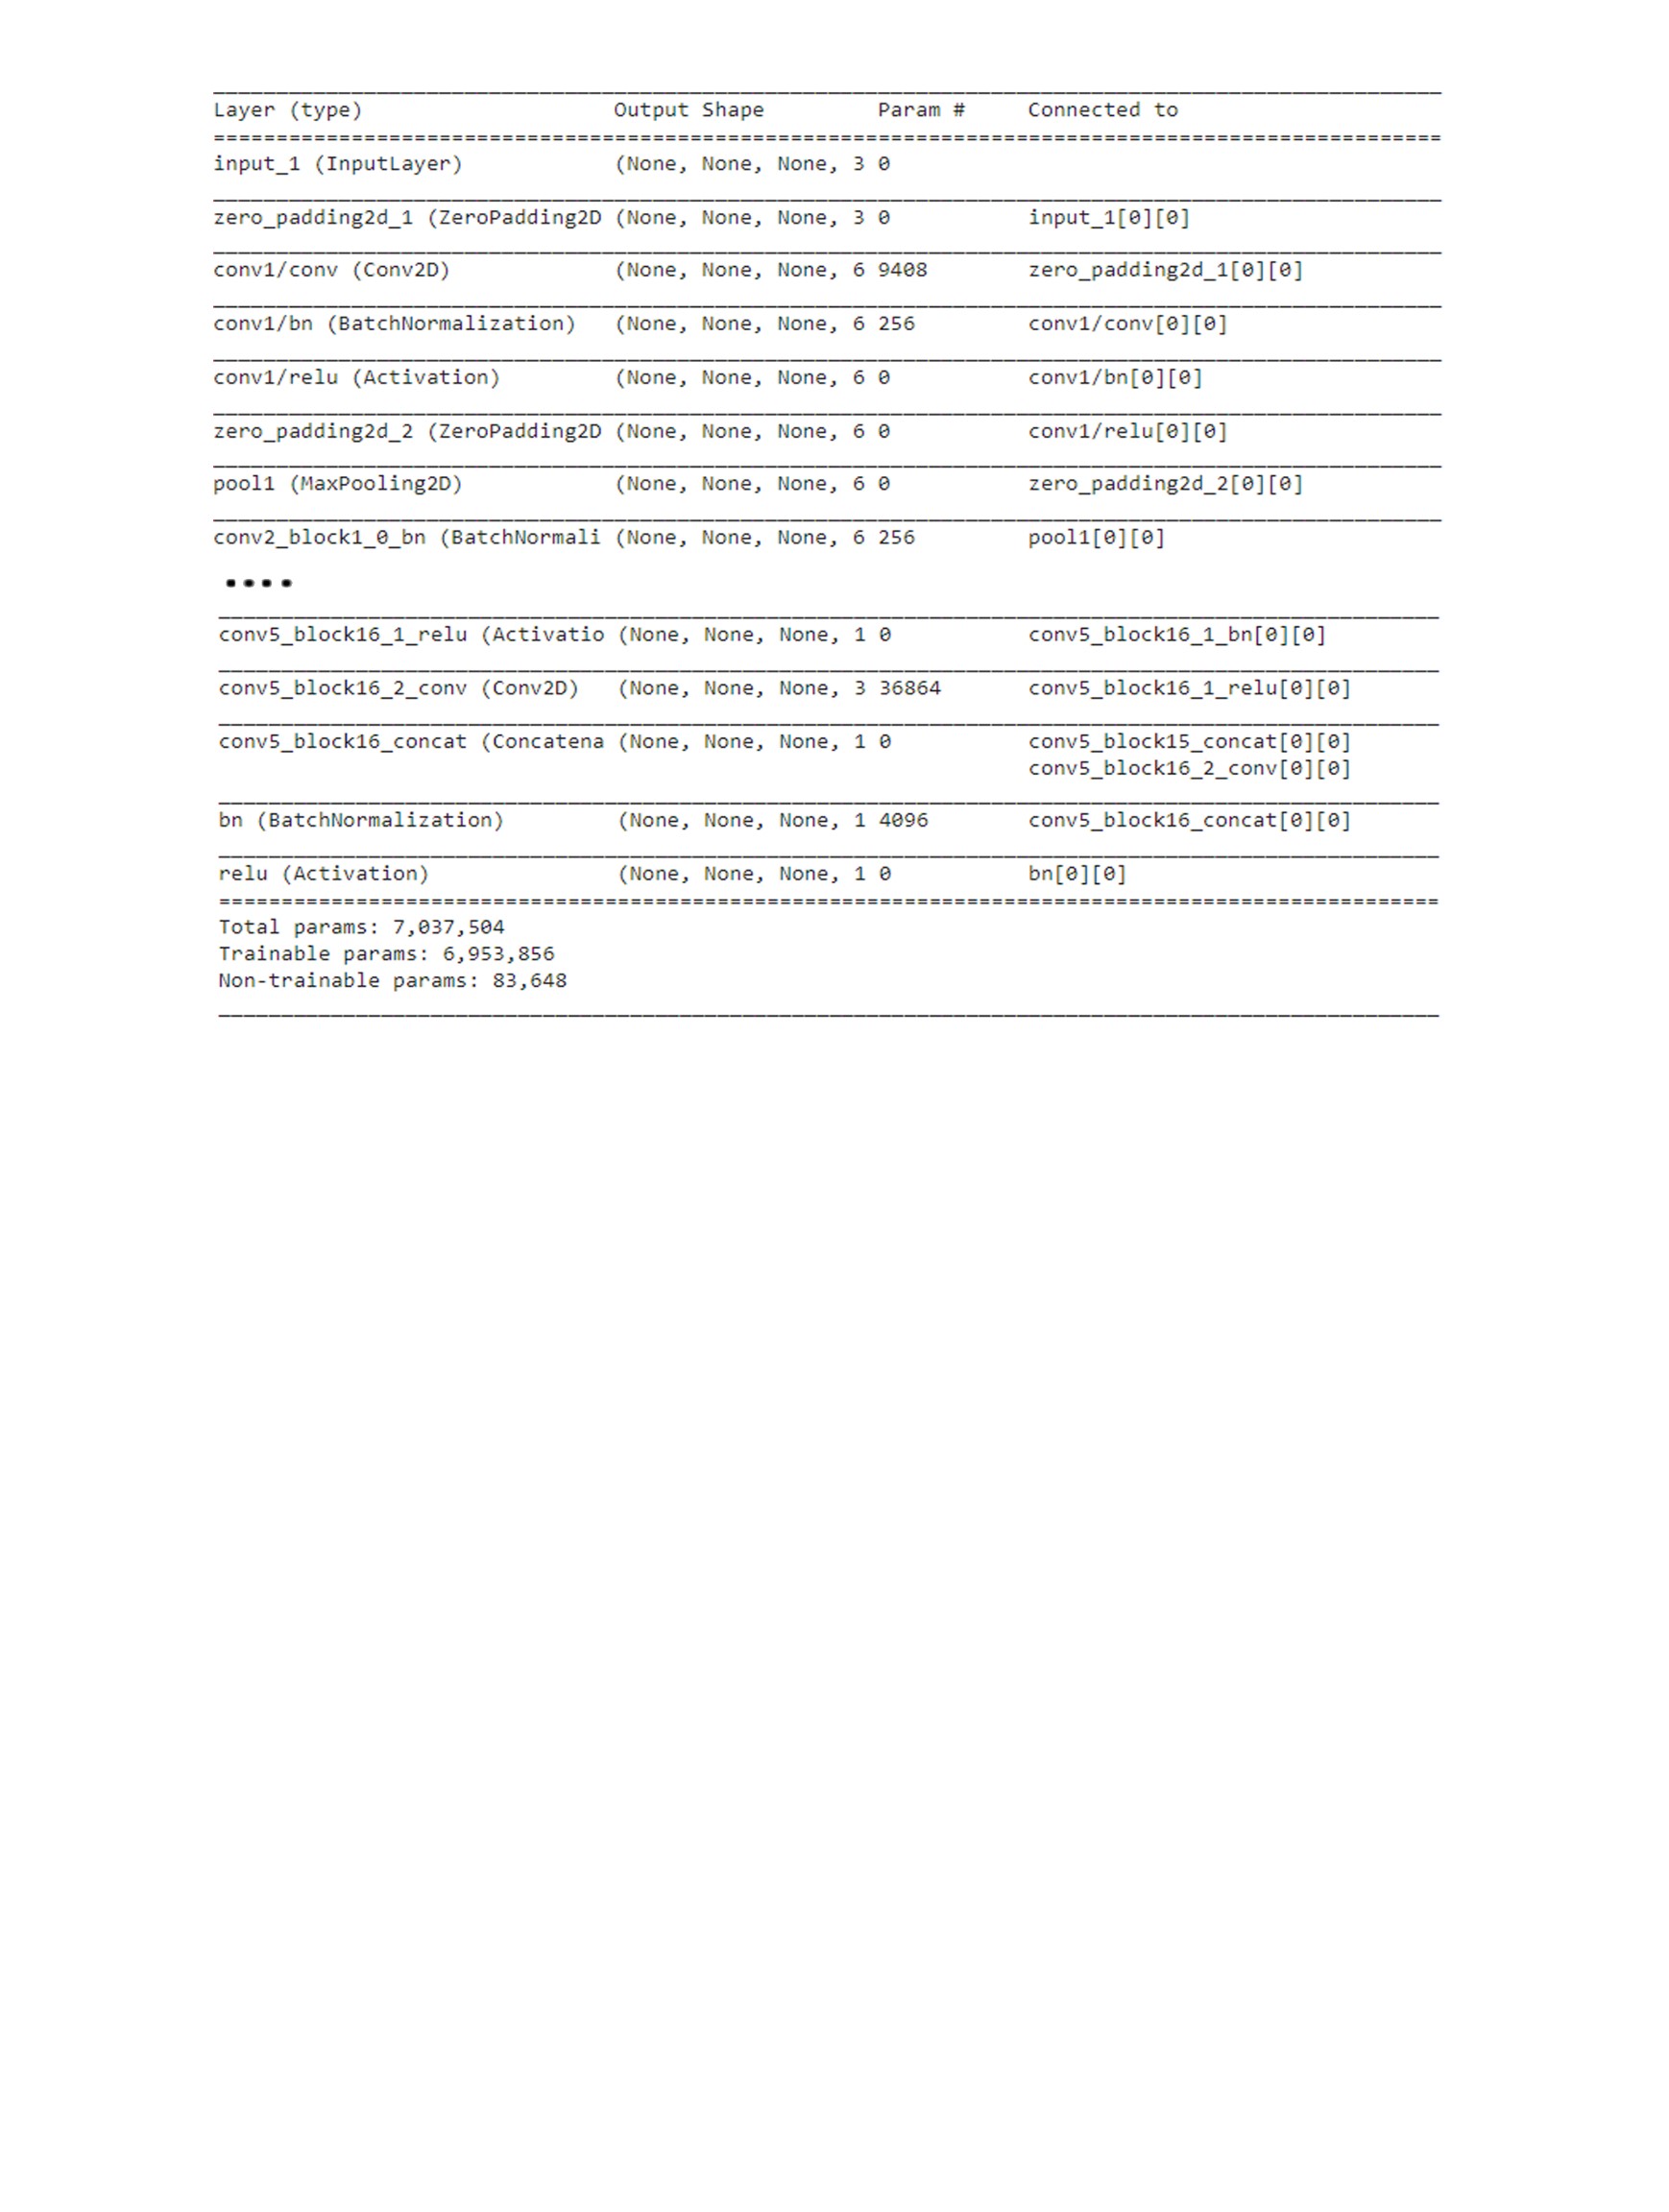 Layer (type) Output Shape Param # Connected to
input_1 (InputLayer) (None, None, None, 3 0
zero_padding2d_1 (ZeroPadding2D (None, None, None, 3 0 input_1[0][0]
conv1/conv (Conv2D) (None, None, None, 6 9408 zero_padding2d_1[0][0]
conv1/bn (BatchNormalization) (None, None, None, 6 256 conv1/conv[0][0]
conv1/relu (Activation) (None, None, None, 6 0 conv1/bn[0][0]
zero_padding2d_2 (ZeroPadding2D (None, None, None, 6 0 conv1/relu[0][0]
pool1 (MaxPooling2D) (None, None, None, 6 0 zero_padding2d_2[0][0]
conv2_block1_0_bn (BatchNormali (None, None, None, 6 256 pool1[0][0]
....
conv5_block16_1_relu (Activatio (None, None, None, 1 0 conv5_block16_1_bn[0][0]
conv5_block16_2_conv (Conv2D) (None, None, None, 3 36864 conv5_block16_1_relu[0][0]
conv5_block16_concat (Concatena (None, None, None, 1 0 conv5_block15_concat[0][0]
conv5_block16_2_conv[0][0]
bn (BatchNormalization) (None, None, None, 1 4096 conv5_block16_concat[0][0]
relu (Activation) (None, None, None, 1 0 bn[0][0]
Total params: 7,037,504
Trainable params: 6,953,856
Non-trainable params: 83,648